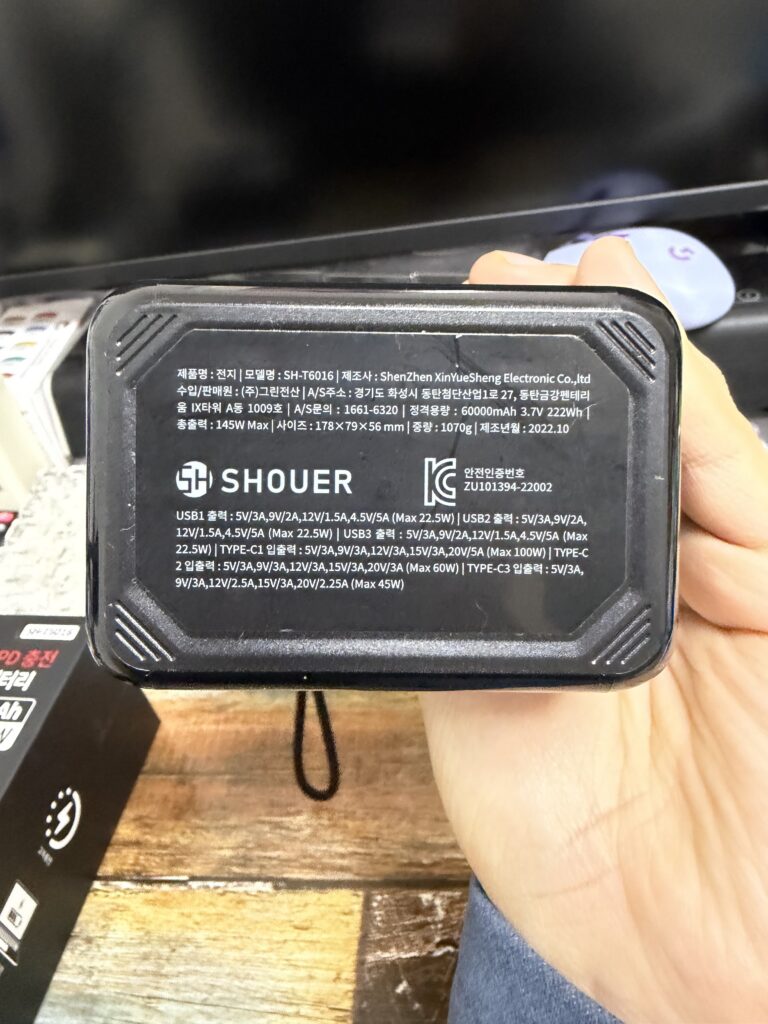 제품명 : 전지 | 모델명 : SH-T6016 | 제조사 : ShenZhen XinYueSheng Electronic Co.,ltd
수입/판매원 : (주)그린전산 | A/S주소 : 경기도 화성시 동탄첨단산업1로 27, 동탄금강펜테리
움 IX타워 A동 1009호 | A/S문의 : 1661-6320 | 정격용량 : 60000mAh 3.7V 222Wh |
총출력 : 145W Max | 사이즈 : 178×79×56 mm | 중량 : 1070g | 제조년월 : 2022.10
SH SHOUER
안전인증번호
ZU101394-22002
USB1 출력 : 5V/3A,9V/2A,12V/1.5A,4.5V/5A (Max 22.5W) | USB2 출력 : 5V/3A,9V/2A,
12V/1.5A,4.5V/5A (Max 22.5W) | USB3 출력 : 5V/3A,9V/2A,12V/1.5A,4.5V/5A (Max
22.5W) | TYPE-C1 입출력 : 5V/3A,9V/3A,12V/3A,15V/3A,20V/5A (Max 100W) | TYPE-C
2 입출력 : 5V/3A,9V/3A,12V/3A,15V/3A,20V/3A (Max 60W) | TYPE-C3 입출력 : 5V/3A,
9V/3A,12V/2.5A,15V/3A,20V/2.25A (Max 45W)
PD 충전
터리
Ah